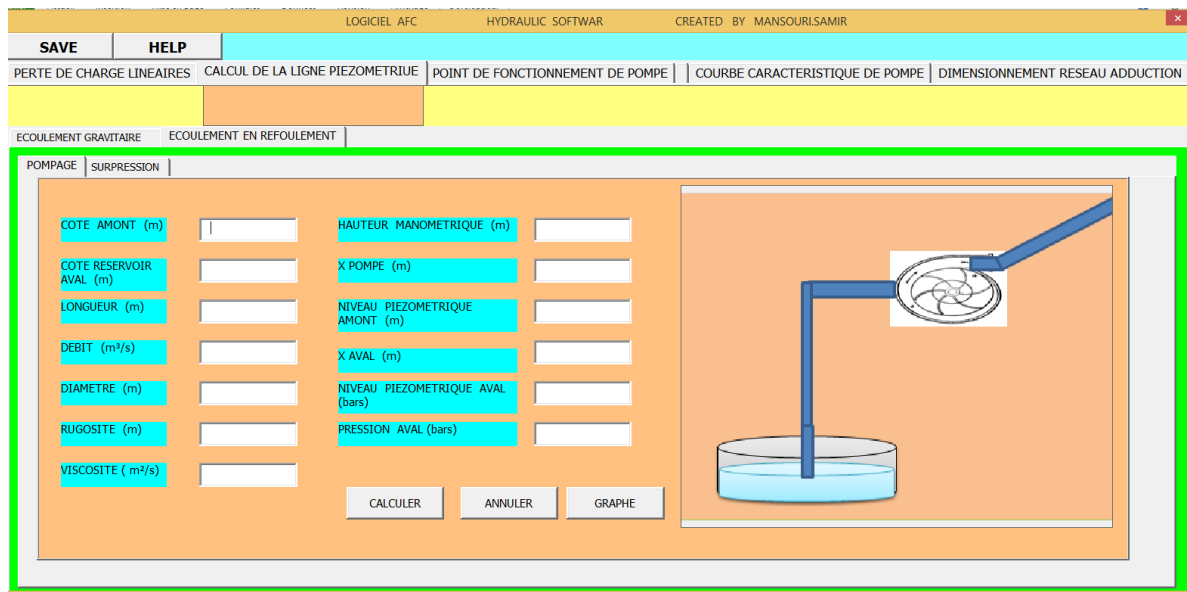 LOGICIEL AFC HYDRAULIC SOFTWAR CREATED BY MANSOURI.SAMIR
SAVE HELP
PERTE DE CHARGE LINEAIRES CALCUL DE LA LIGNE PIEZOMETRIUE POINT DE FONCTIONNEMENT DE POMPE COURBE CARACTERISTIQUE DE POMPE DIMENSIONNEMENT RESEAU ADDUCTION
ECOULEMENT GRAVITAIRE ECOULEMENT EN REFOULEMENT
POMPAGE SURPRESSION
COTE AMONT (m)
COTE RESERVOIR
AVAL (m)
LONGUEUR (m)
DEBIT (m³/s)
DIAMETRE (m)
RUGOSITE (m)
VISCOSITE ( m²/s)
HAUTEUR MANOMETRIQUE (m)
X POMPE (m)
NIVEAU PIEZOMETRIQUE
AMONT (m)
X AVAL (m)
NIVEAU PIEZOMETRIQUE AVAL
(bars)
PRESSION AVAL (bars)
CALCULER ANNULER GRAPHE